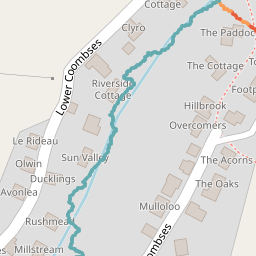 Cottage
Clyro
The Paddoc
Lower Coombses
The Cottage
Riverside
Cottage
Footp
Hillbrook
Overcomers
Le Rideau
Olwin
Sun Valley
The Acorns
Ducklings
The Oaks
Avonlea
Mulloloo
Rushmea
Millstream
Coombses